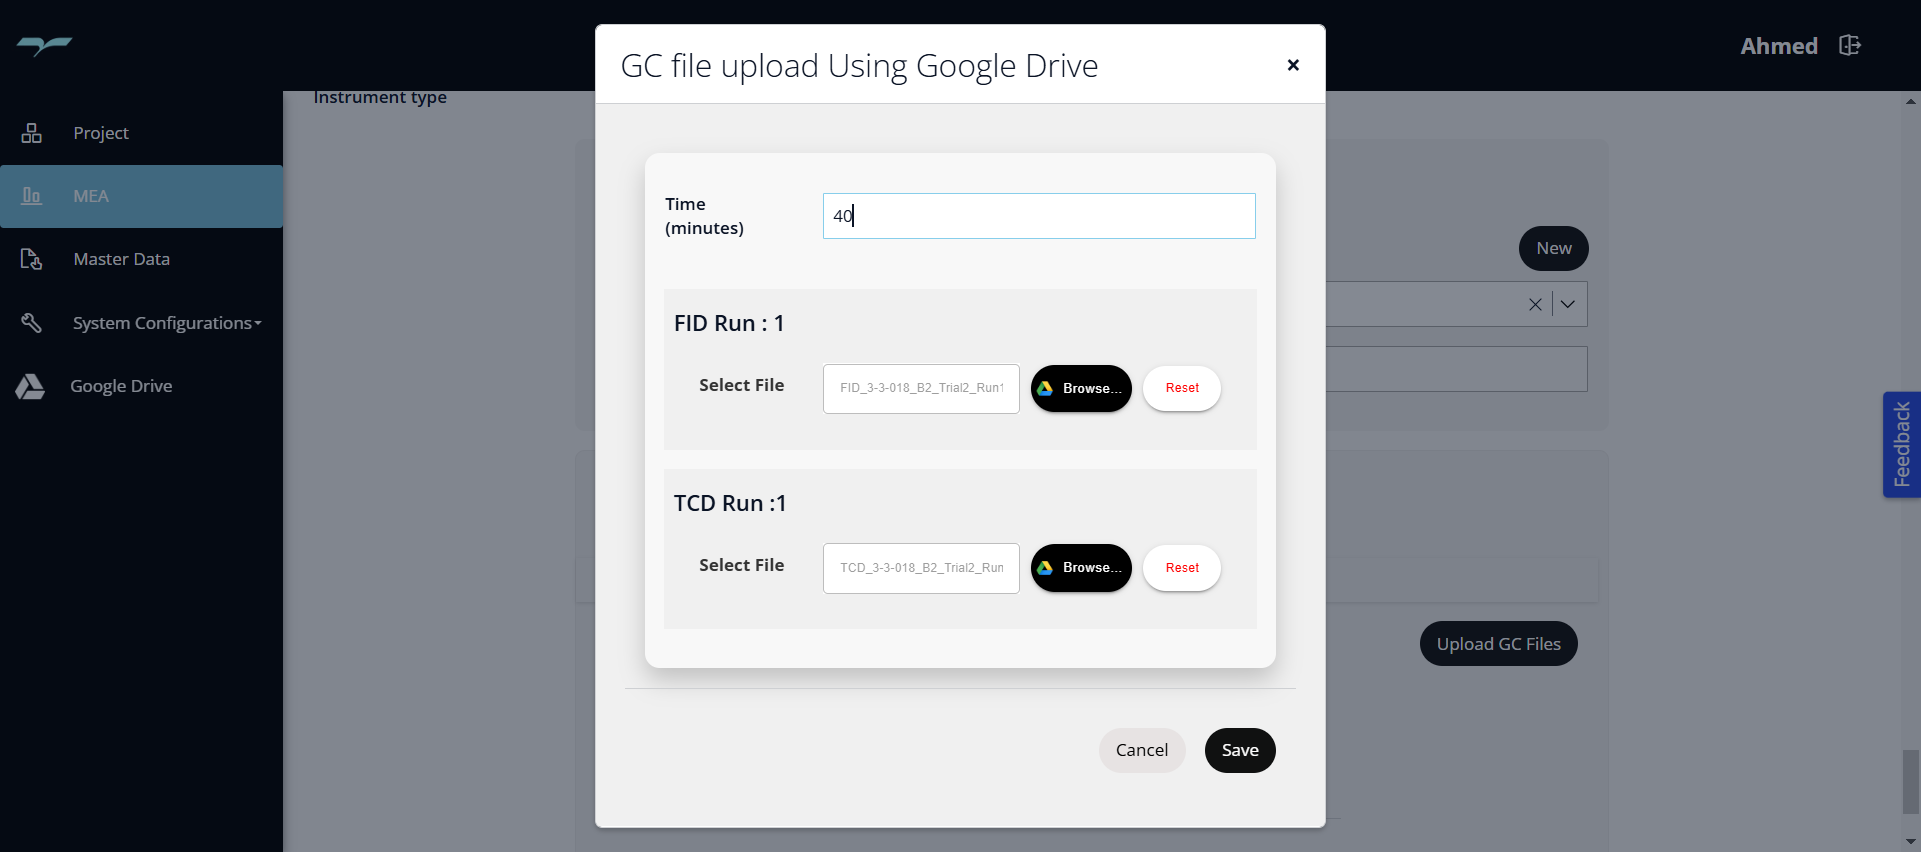 GC file upload Using Google Drive
×
Ahmed
Instrument type
Project
MEA
Master Data
System Configurations
Google Drive
Time
(minutes)
40
New
FID Run : 1
Select File
FID_3-3-018_B2_Trial2_Run1
Browse...
Reset
TCD Run :1
Select File
TCD_3-3-018_B2_Trial2_Run
Browse...
Reset
Feedback
Upload GC Files
Cancel
Save